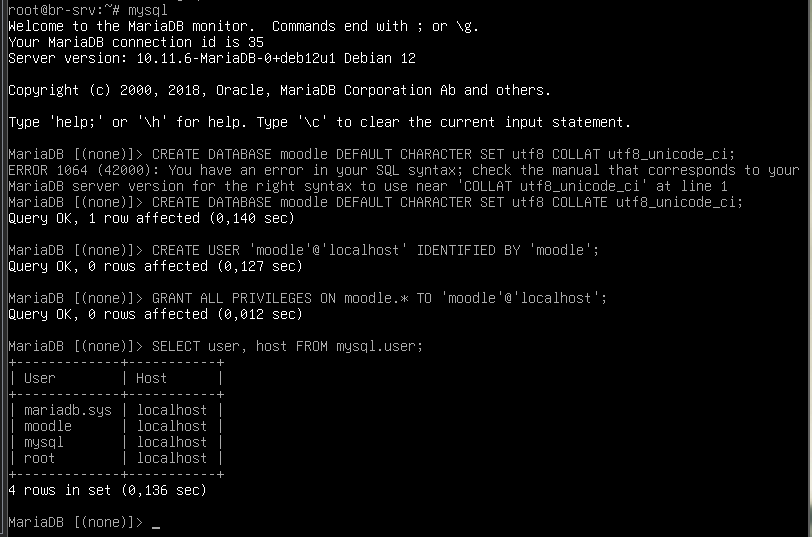 root@br-srv:~# mysql
Welcome to the MariaDB monitor.  Commands end with ; or \g.
Your MariaDB connection id is 35
Server version: 10.11.6-MariaDB-0+deb12u1 Debian 12

Copyright (c) 2000, 2018, Oracle, MariaDB Corporation Ab and others.

Type 'help;' or '\h' for help. Type '\c' to clear the current input statement.

MariaDB [(none)]> CREATE DATABASE moodle DEFAULT CHARACTER SET utf8 COLLAT utf8_unicode_ci;
ERROR 1064 (42000): You have an error in your SQL syntax; check the manual that corresponds to your
MariaDB server version for the right syntax to use near 'COLLAT utf8_unicode_ci' at line 1
MariaDB [(none)]> CREATE DATABASE moodle DEFAULT CHARACTER SET utf8 COLLATE utf8_unicode_ci;
Query OK, 1 row affected (0,140 sec)

MariaDB [(none)]> CREATE USER 'moodle'@'localhost' IDENTIFIED BY 'moodle';
Query OK, 0 rows affected (0,127 sec)

MariaDB [(none)]> GRANT ALL PRIVILEGES ON moodle.* TO 'moodle'@'localhost';
Query OK, 0 rows affected (0,012 sec)

MariaDB [(none)]> SELECT user, host FROM mysql.user;
+-------------+-----------+
| User        | Host      |
+-------------+-----------+
| mariadb.sys | localhost |
| moodle      | localhost |
| mysql       | localhost |
| root        | localhost |
+-------------+-----------+
4 rows in set (0,136 sec)

MariaDB [(none)]> _